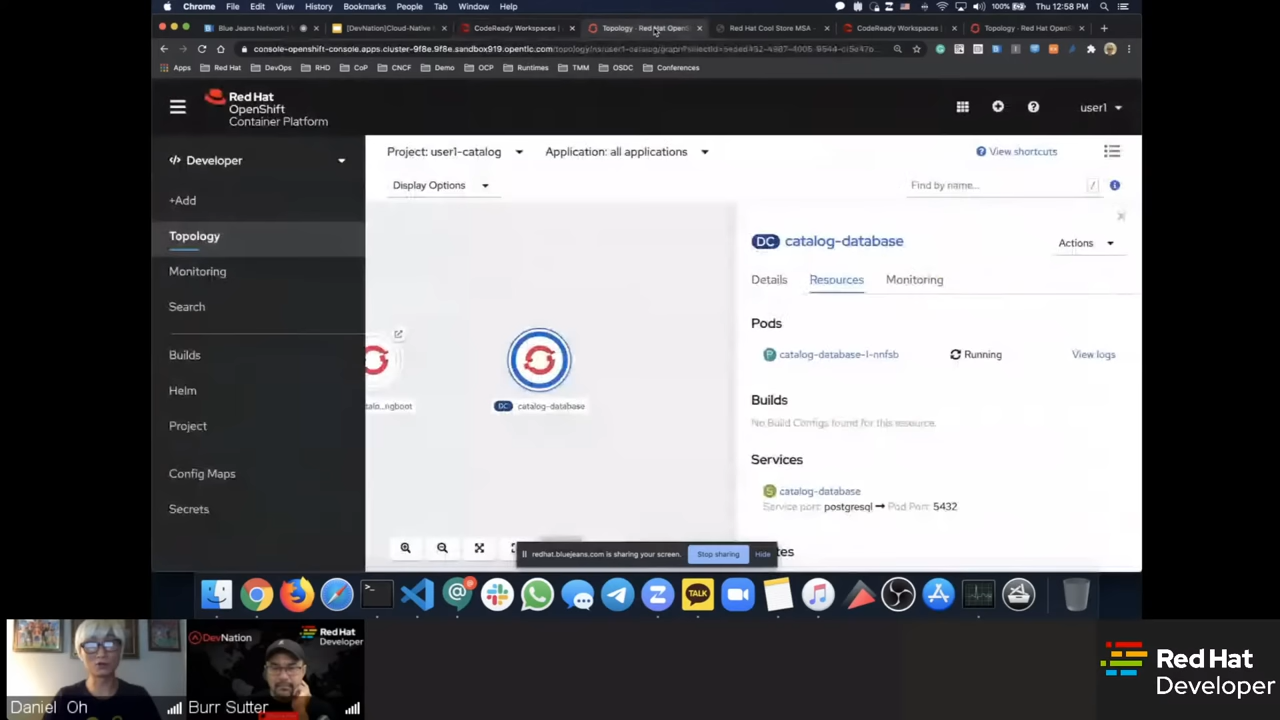 Chrome File Edit View History Bookmarks People Tab Window Help 100% Thu 12:58 PM
Blue Jeans Network [DevNation]Cloud-Native CodeReady Workspaces Topology · Red Hat OpenS Red Hat Cool Store MSA CodeReady Workspaces Topology · Red Hat OpenS
Apps Red Hat DevOps RHD CoP CNCF Demo OCP Runtimes TMM OSDC Conferences
Red Hat
OpenShift
Container Platform
user1
Developer
+Add
Topology
Monitoring
Search
Builds
Helm
Project
Config Maps
Secrets
Project: user1-catalog Application: all applications View shortcuts
Display Options Find by name... /
DC catalog-database Actions
Details Resources Monitoring
Pods
P catalog-database-1-nnfsb Running View logs
Builds
No Build Configs found for this resource.
Services
S catalog-database
Service port: postgresql → Pod Port: 5432
DC catalog-database
redhat.bluejeans.com is sharing your screen. Stop sharing Hide
TALK
DevNation
Red Hat
Developer
Daniel Oh
Burr Sutter
Red Hat
Developer